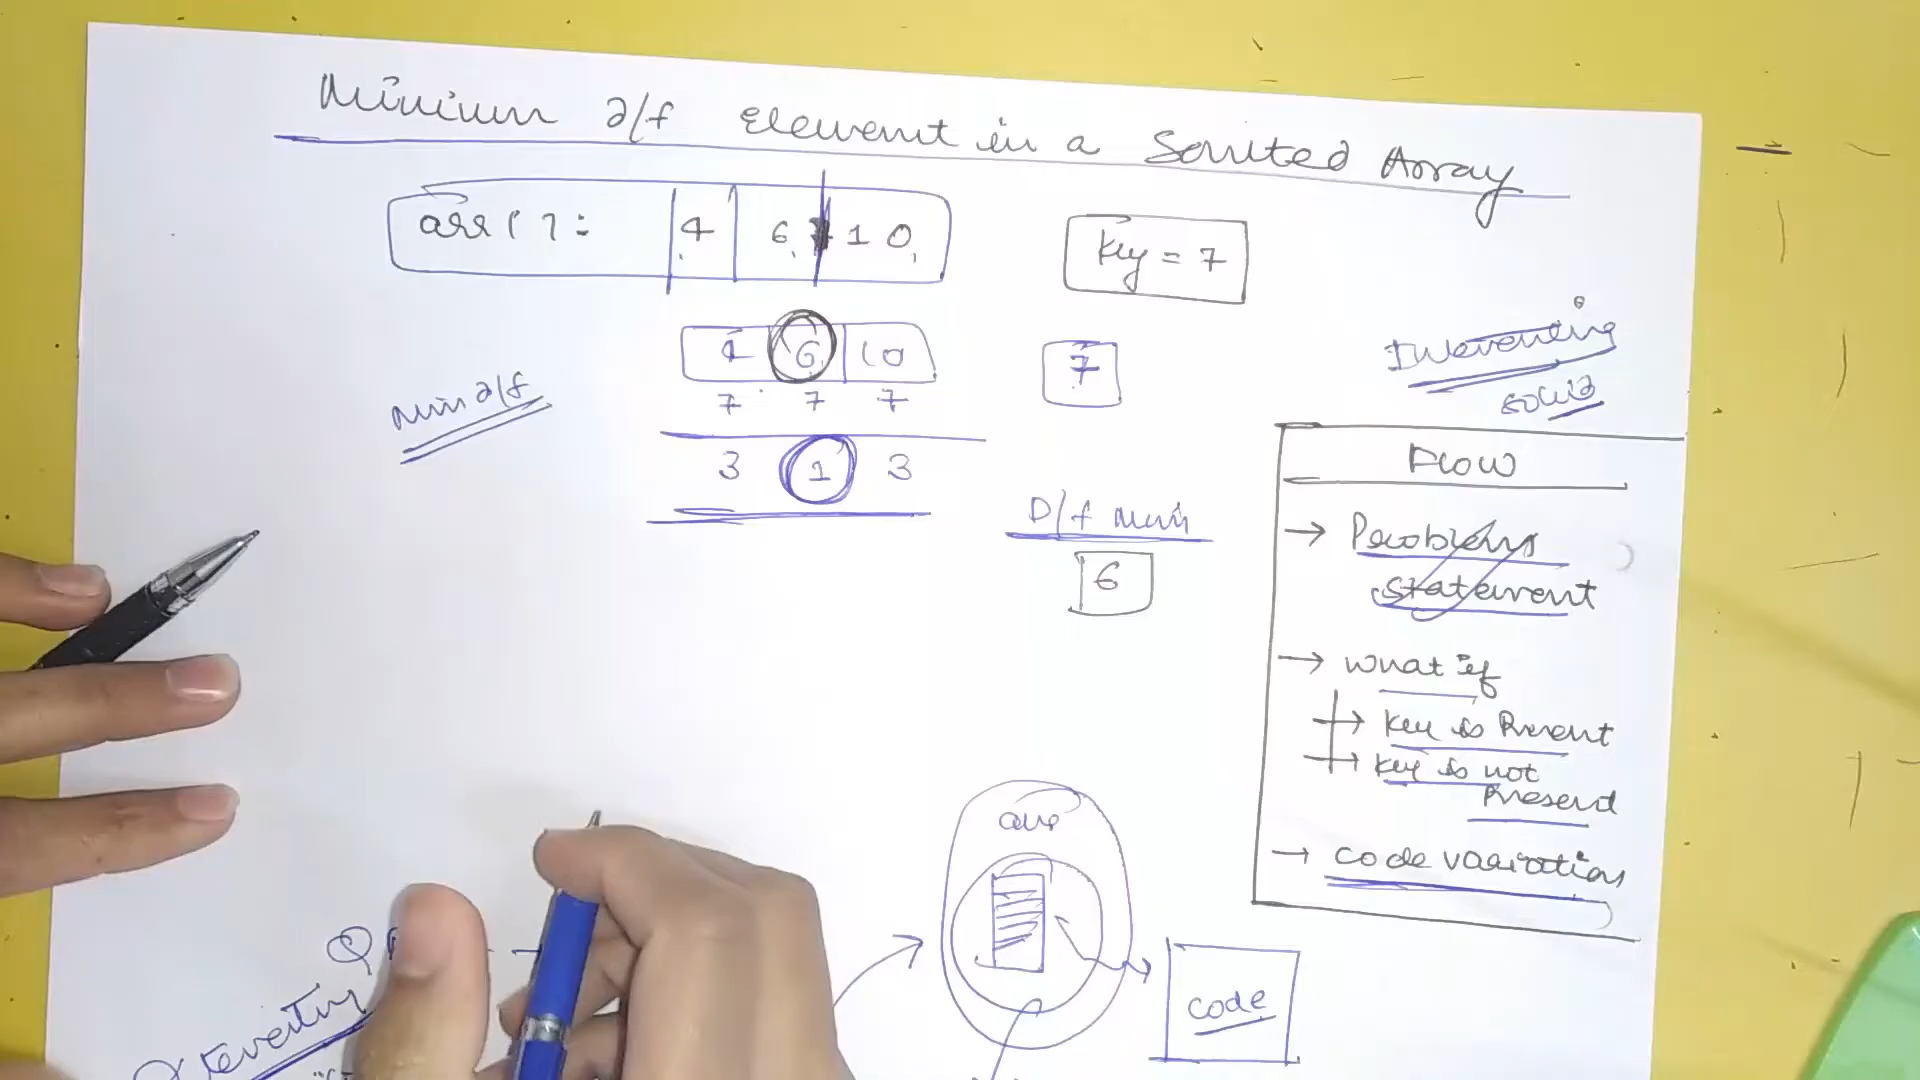 Minimum d/f Element in a Sorted Array
arr[]: 4 6 10
Key = 7
4 6 10
7
7 7 7
Min d/f
3 1 3
D/f min
6
Interesting
Solid
Flow
→ Problem
Statement
→ What if
→ Key is Present
→ Key is not
Present
→ Code variation
arr
Code